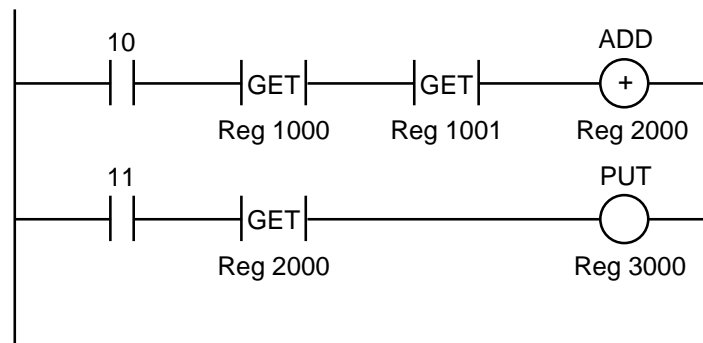 10 ADD
GET GET +
Reg 1000 Reg 1001 Reg 2000
11 PUT
GET
Reg 2000 Reg 3000